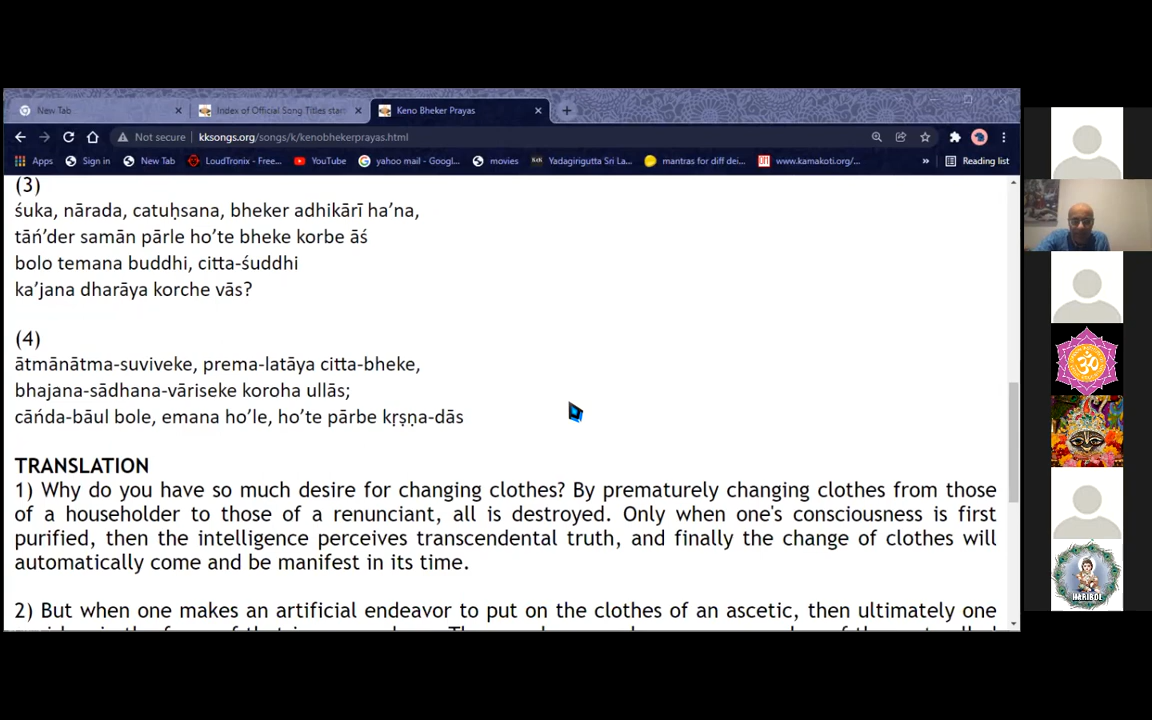 New Tab
Index of Official Song Titles star
Keno Bheker Prayas
Not secure
kksongs.org/songs/k/kenobhekerprayas.html
Apps
Sign in
New Tab
LoudTronix - Free...
YouTube
yahoo mail - Googl...
movies
Yadagirigutta Sri La...
mantras for diff dei...
www.kamakoti.org/...
»
Reading list
(3)
śuka, nārada, catuḥsana, bheker adhikārī ha’na,
tāń’der samān pārle ho’te bheke korbe āś
bolo temana buddhi, citta-śuddhi
ka’jana dharāya korche vās?
(4)
ātmānātma-suviveke, prema-latāya citta-bheke,
bhajana-sādhana-vāriseke koroha ullās;
cāńda-bāul bole, emana ho’le, ho’te pārbe kṛṣṇa-dās
TRANSLATION
1) Why do you have so much desire for changing clothes? By prematurely changing clothes from those
of a householder to those of a renunciant, all is destroyed. Only when one's consciousness is first
purified, then the intelligence perceives transcendental truth, and finally the change of clothes will
automatically come and be manifest in its time.
2) But when one makes an artificial endeavor to put on the clothes of an ascetic, then ultimately one
ॐ
HARIBOL